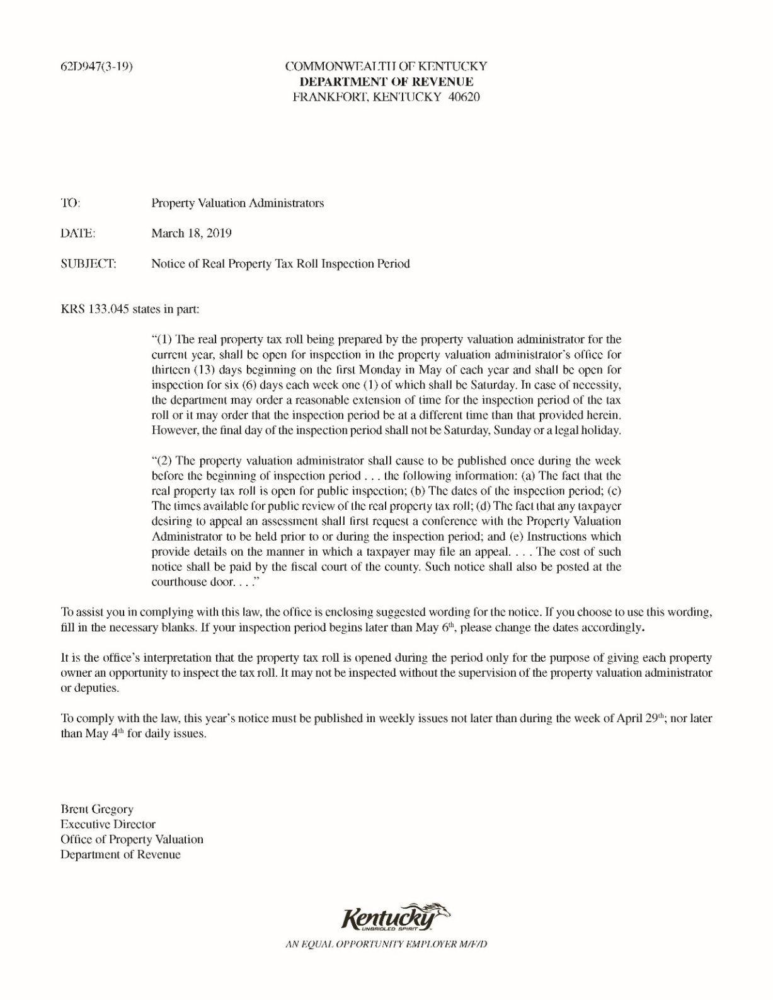 62D947(3-19)
COMMONWEALTH OF KENTUCKY
DEPARTMENT OF REVENUE
FRANKFORT, KENTUCKY 40620
TO: Property Valuation Administrators
DATE: March 18, 2019
SUBJECT: Notice of Real Property Tax Roll Inspection Period
KRS 133.045 states in part:
“(1) The real property tax roll being prepared by the property valuation administrator for the
current year, shall be open for inspection in the property valuation administrator’s office for
thirteen (13) days beginning on the first Monday in May of each year and shall be open for
inspection for six (6) days each week one (1) of which shall be Saturday. In case of necessity,
the department may order a reasonable extension of time for the inspection period of the tax
roll or it may order that the inspection period be at a different time than that provided herein.
However, the final day of the inspection period shall not be Saturday, Sunday or a legal holiday.
“(2) The property valuation administrator shall cause to be published once during the week
before the beginning of inspection period . . . the following information: (a) The fact that the
real property tax roll is open for public inspection; (b) The dates of the inspection period; (c)
The times available for public review of the real property tax roll; (d) The fact that any taxpayer
desiring to appeal an assessment shall first request a conference with the Property Valuation
Administrator to be held prior to or during the inspection period; and (e) Instructions which
provide details on the manner in which a taxpayer may file an appeal. . . . The cost of such
notice shall be paid by the fiscal court of the county. Such notice shall also be posted at the
courthouse door. . . .”
To assist you in complying with this law, the office is enclosing suggested wording for the notice. If you choose to use this wording,
fill in the necessary blanks. If your inspection period begins later than May 6th, please change the dates accordingly.
It is the office’s interpretation that the property tax roll is opened during the period only for the purpose of giving each property
owner an opportunity to inspect the tax roll. It may not be inspected without the supervision of the property valuation administrator
or deputies.
To comply with the law, this year’s notice must be published in weekly issues not later than during the week of April 29th; nor later
than May 4th for daily issues.
Brent Gregory
Executive Director
Office of Property Valuation
Department of Revenue
Kentucky
UNBRIDLED SPIRIT
AN EQUAL OPPORTUNITY EMPLOYER M/F/D